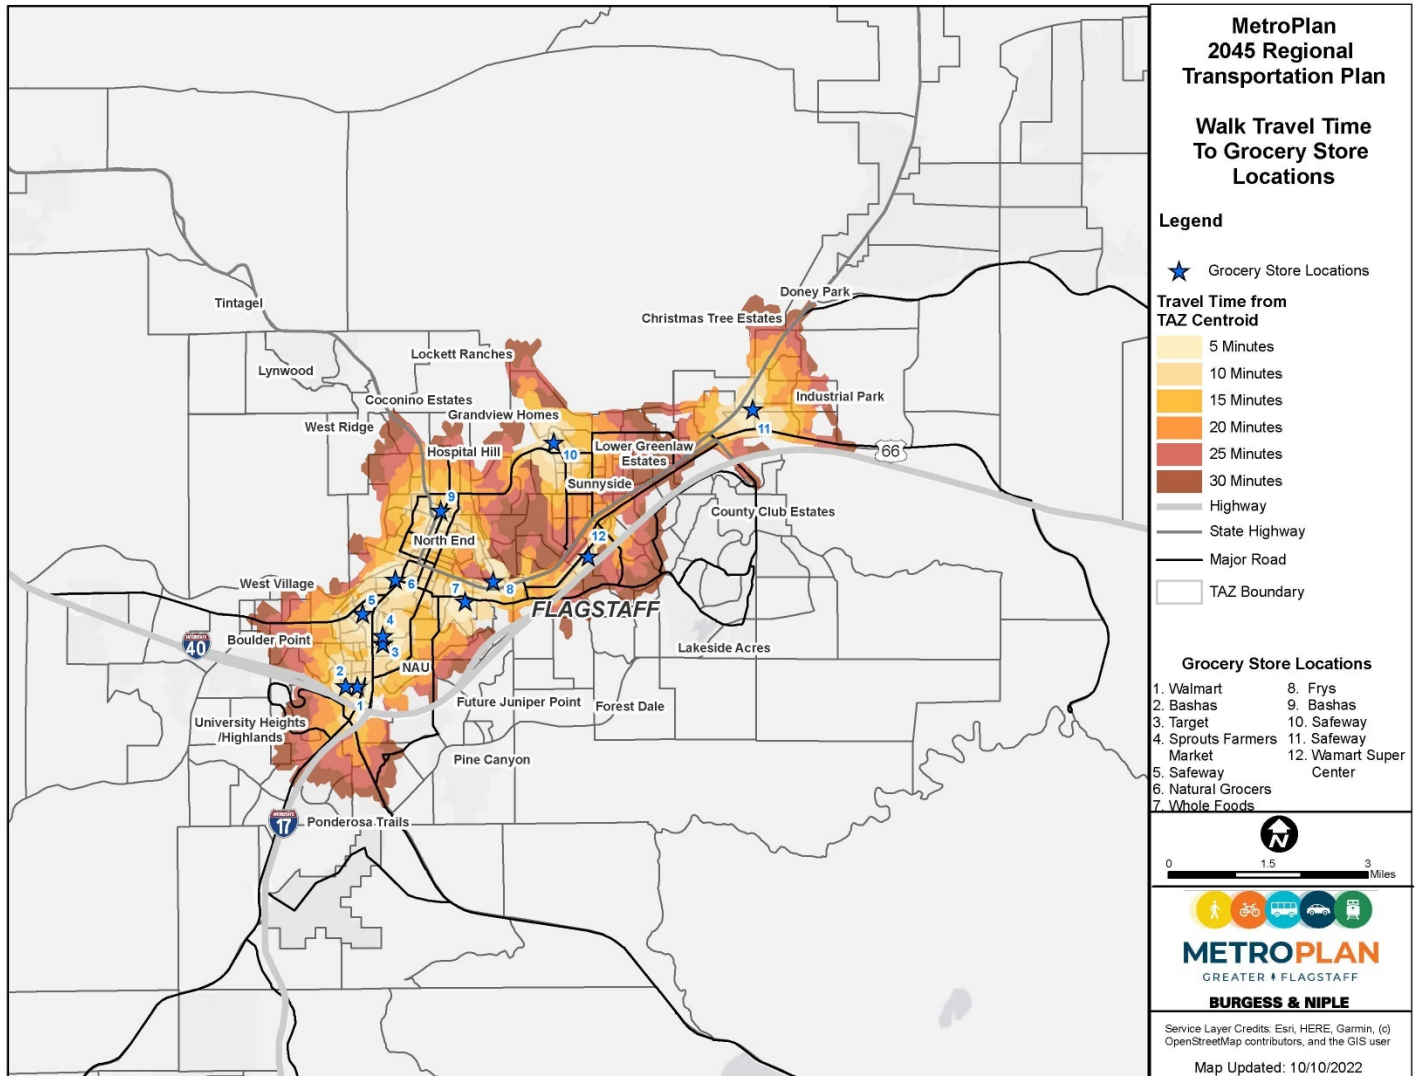 MetroPlan
2045 Regional
Transportation Plan
Walk Travel Time
To Grocery Store
Locations
Legend
Grocery Store Locations
Travel Time from
TAZ Centroid
5 Minutes
10 Minutes
15 Minutes
20 Minutes
25 Minutes
30 Minutes
Highway
State Highway
Major Road
TAZ Boundary
Grocery Store Locations
1. Walmart
2. Bashas
3. Target
4. Sprouts Farmers
Market
5. Safeway
6. Natural Grocers
7. Whole Foods
8. Frys
9. Bashas
10. Safeway
11. Safeway
12. Wamart Super
Center
N
0 1.5 3
Miles
METROPLAN
GREATER FLAGSTAFF
BURGESS & NIPLE
Service Layer Credits: Esri, HERE, Garmin, (c)
OpenStreetMap contributors, and the GIS user
Map Updated: 10/10/2022
Doney Park
Tintagel
Christmas Tree Estates
Lockett Ranches
Lynwood
Coconino Estates
Industrial Park
Grandview Homes
West Ridge
11
Hospital Hill
10
Lower Greenlaw
Estates
66
Sunnyside
9
County Club Estates
North End
12
West Village
6
7
8
5
FLAGSTAFF
4
Boulder Point
INTERSTATE
40
3
Lakeside Acres
NAU
2
1
Future Juniper Point
Forest Dale
University Heights
/Highlands
Pine Canyon
INTERSTATE
17
Ponderosa Trails